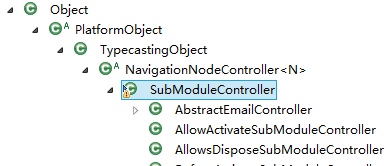 Object
PlatformObject
TypecastingObject
NavigationNodeController<N>
SubModuleController
AbstractEmailController
AllowActivateSubModuleController
AllowsDisposeSubModuleController